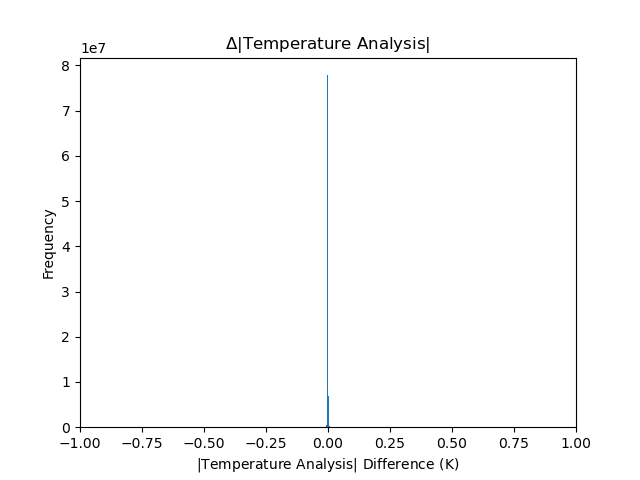 Δ|Temperature Analysis|
1e7
8
7
6
5
4
3
2
1
0
Frequency
−1.00 −0.75 −0.50 −0.25 0.00 0.25 0.50 0.75 1.00
|Temperature Analysis| Difference (K)